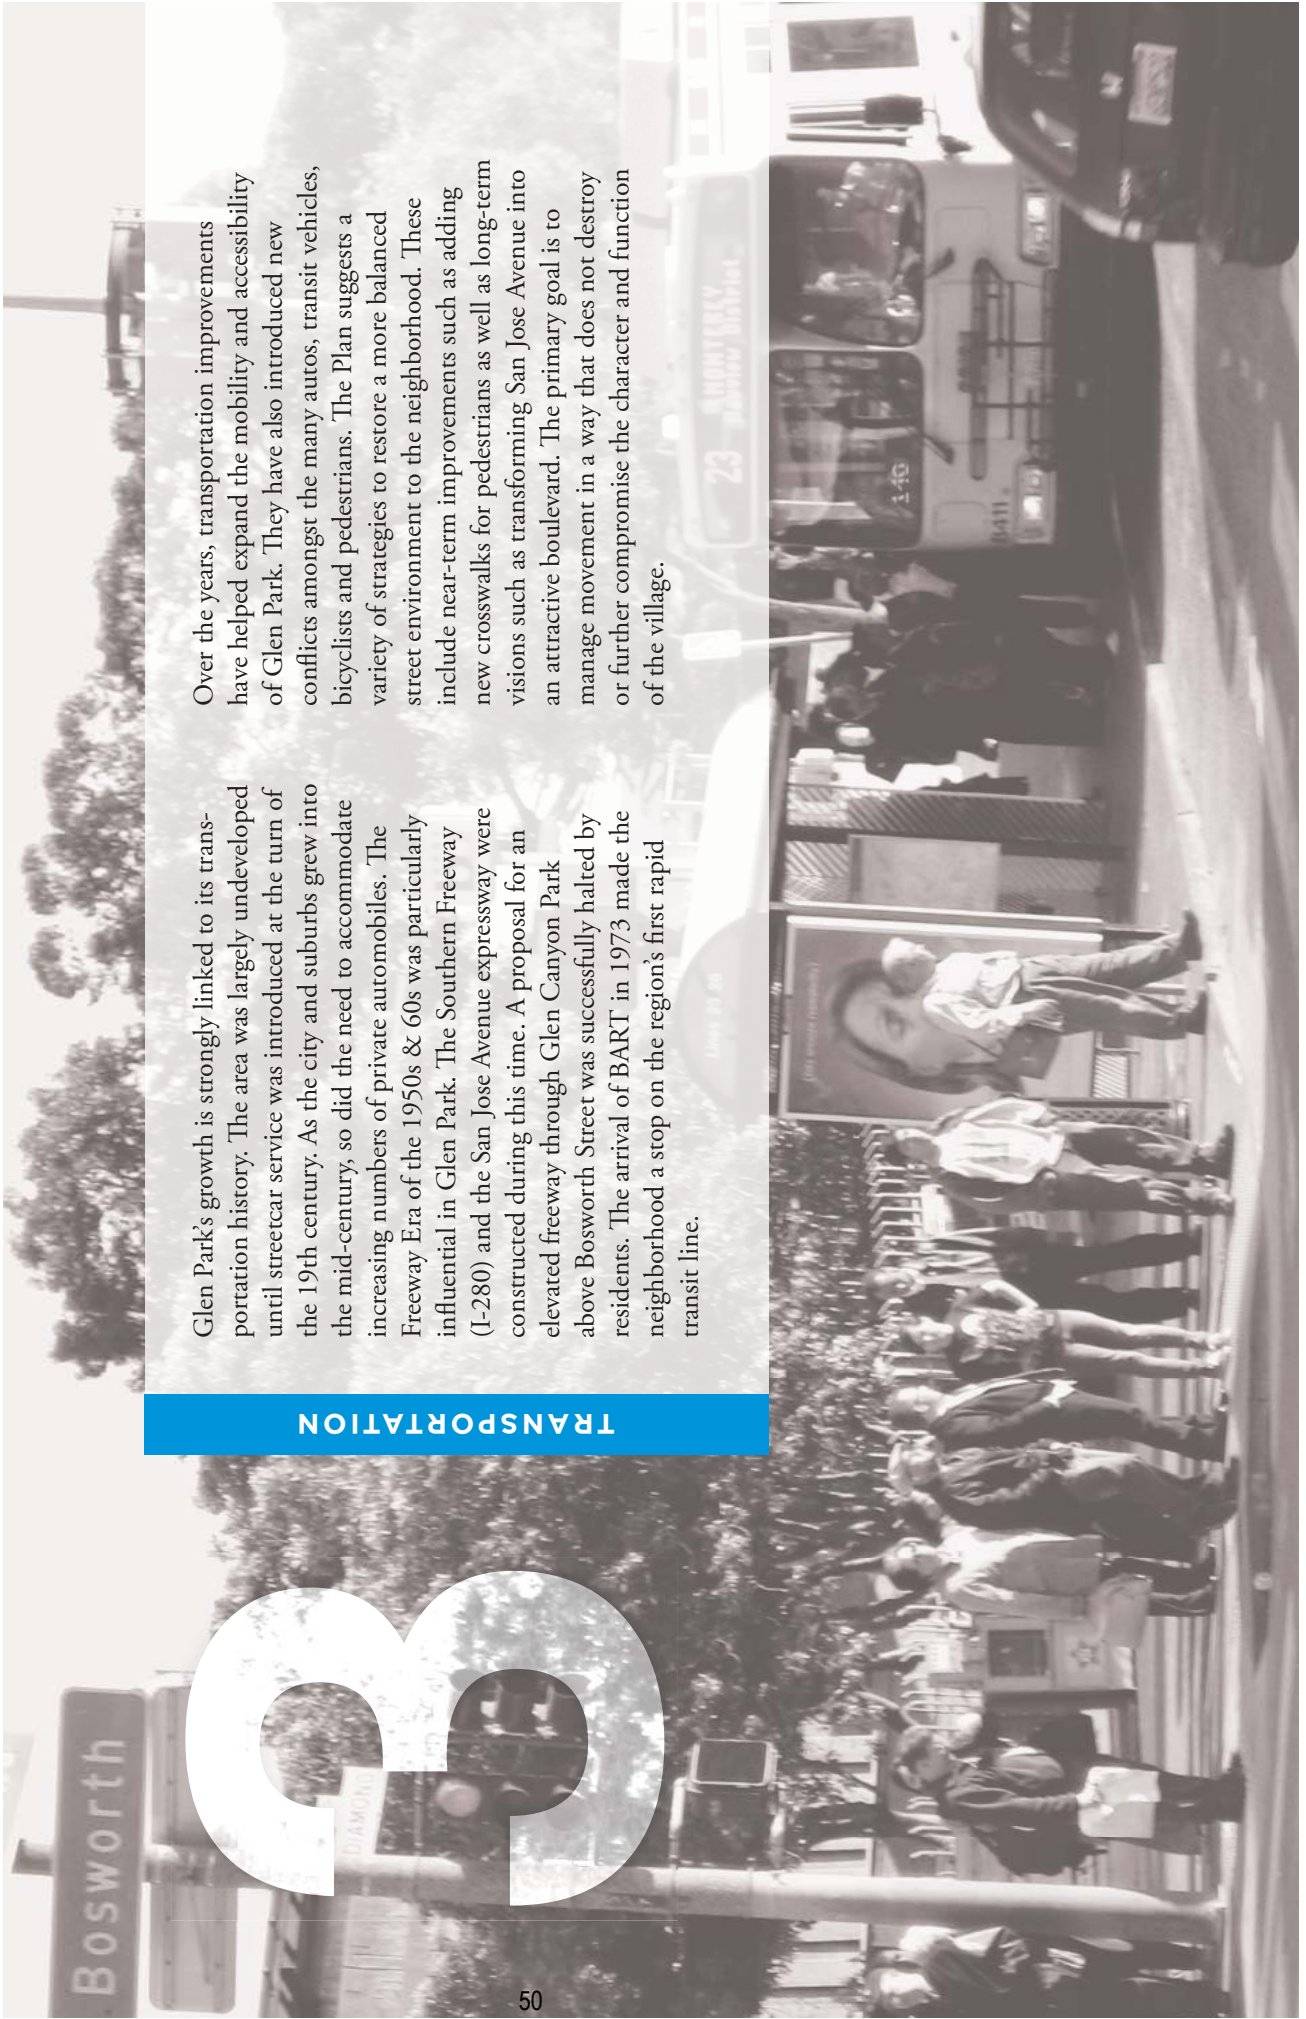 Bosworth
DIAMOND
3
TRANSPORTATION
Glen Park's growth is strongly linked to its trans-
portation history. The area was largely undeveloped
until streetcar service was introduced at the turn of
the 19th century. As the city and suburbs grew into
the mid-century, so did the need to accommodate
increasing numbers of private automobiles. The
Freeway Era of the 1950s & 60s was particularly
influential in Glen Park. The Southern Freeway
(I-280) and the San Jose Avenue expressway were
constructed during this time. A proposal for an
elevated freeway through Glen Canyon Park
above Bosworth Street was successfully halted by
residents. The arrival of BART in 1973 made the
neighborhood a stop on the region's first rapid
transit line.
Over the years, transportation improvements
have helped expand the mobility and accessibility
of Glen Park. They have also introduced new
conflicts amongst the many autos, transit vehicles,
bicyclists and pedestrians. The Plan suggests a
variety of strategies to restore a more balanced
street environment to the neighborhood. These
include near-term improvements such as adding
new crosswalks for pedestrians as well as long-term
visions such as transforming San Jose Avenue into
an attractive boulevard. The primary goal is to
manage movement in a way that does not destroy
or further compromise the character and function
of the village.
23 MONTEREY
8411
50